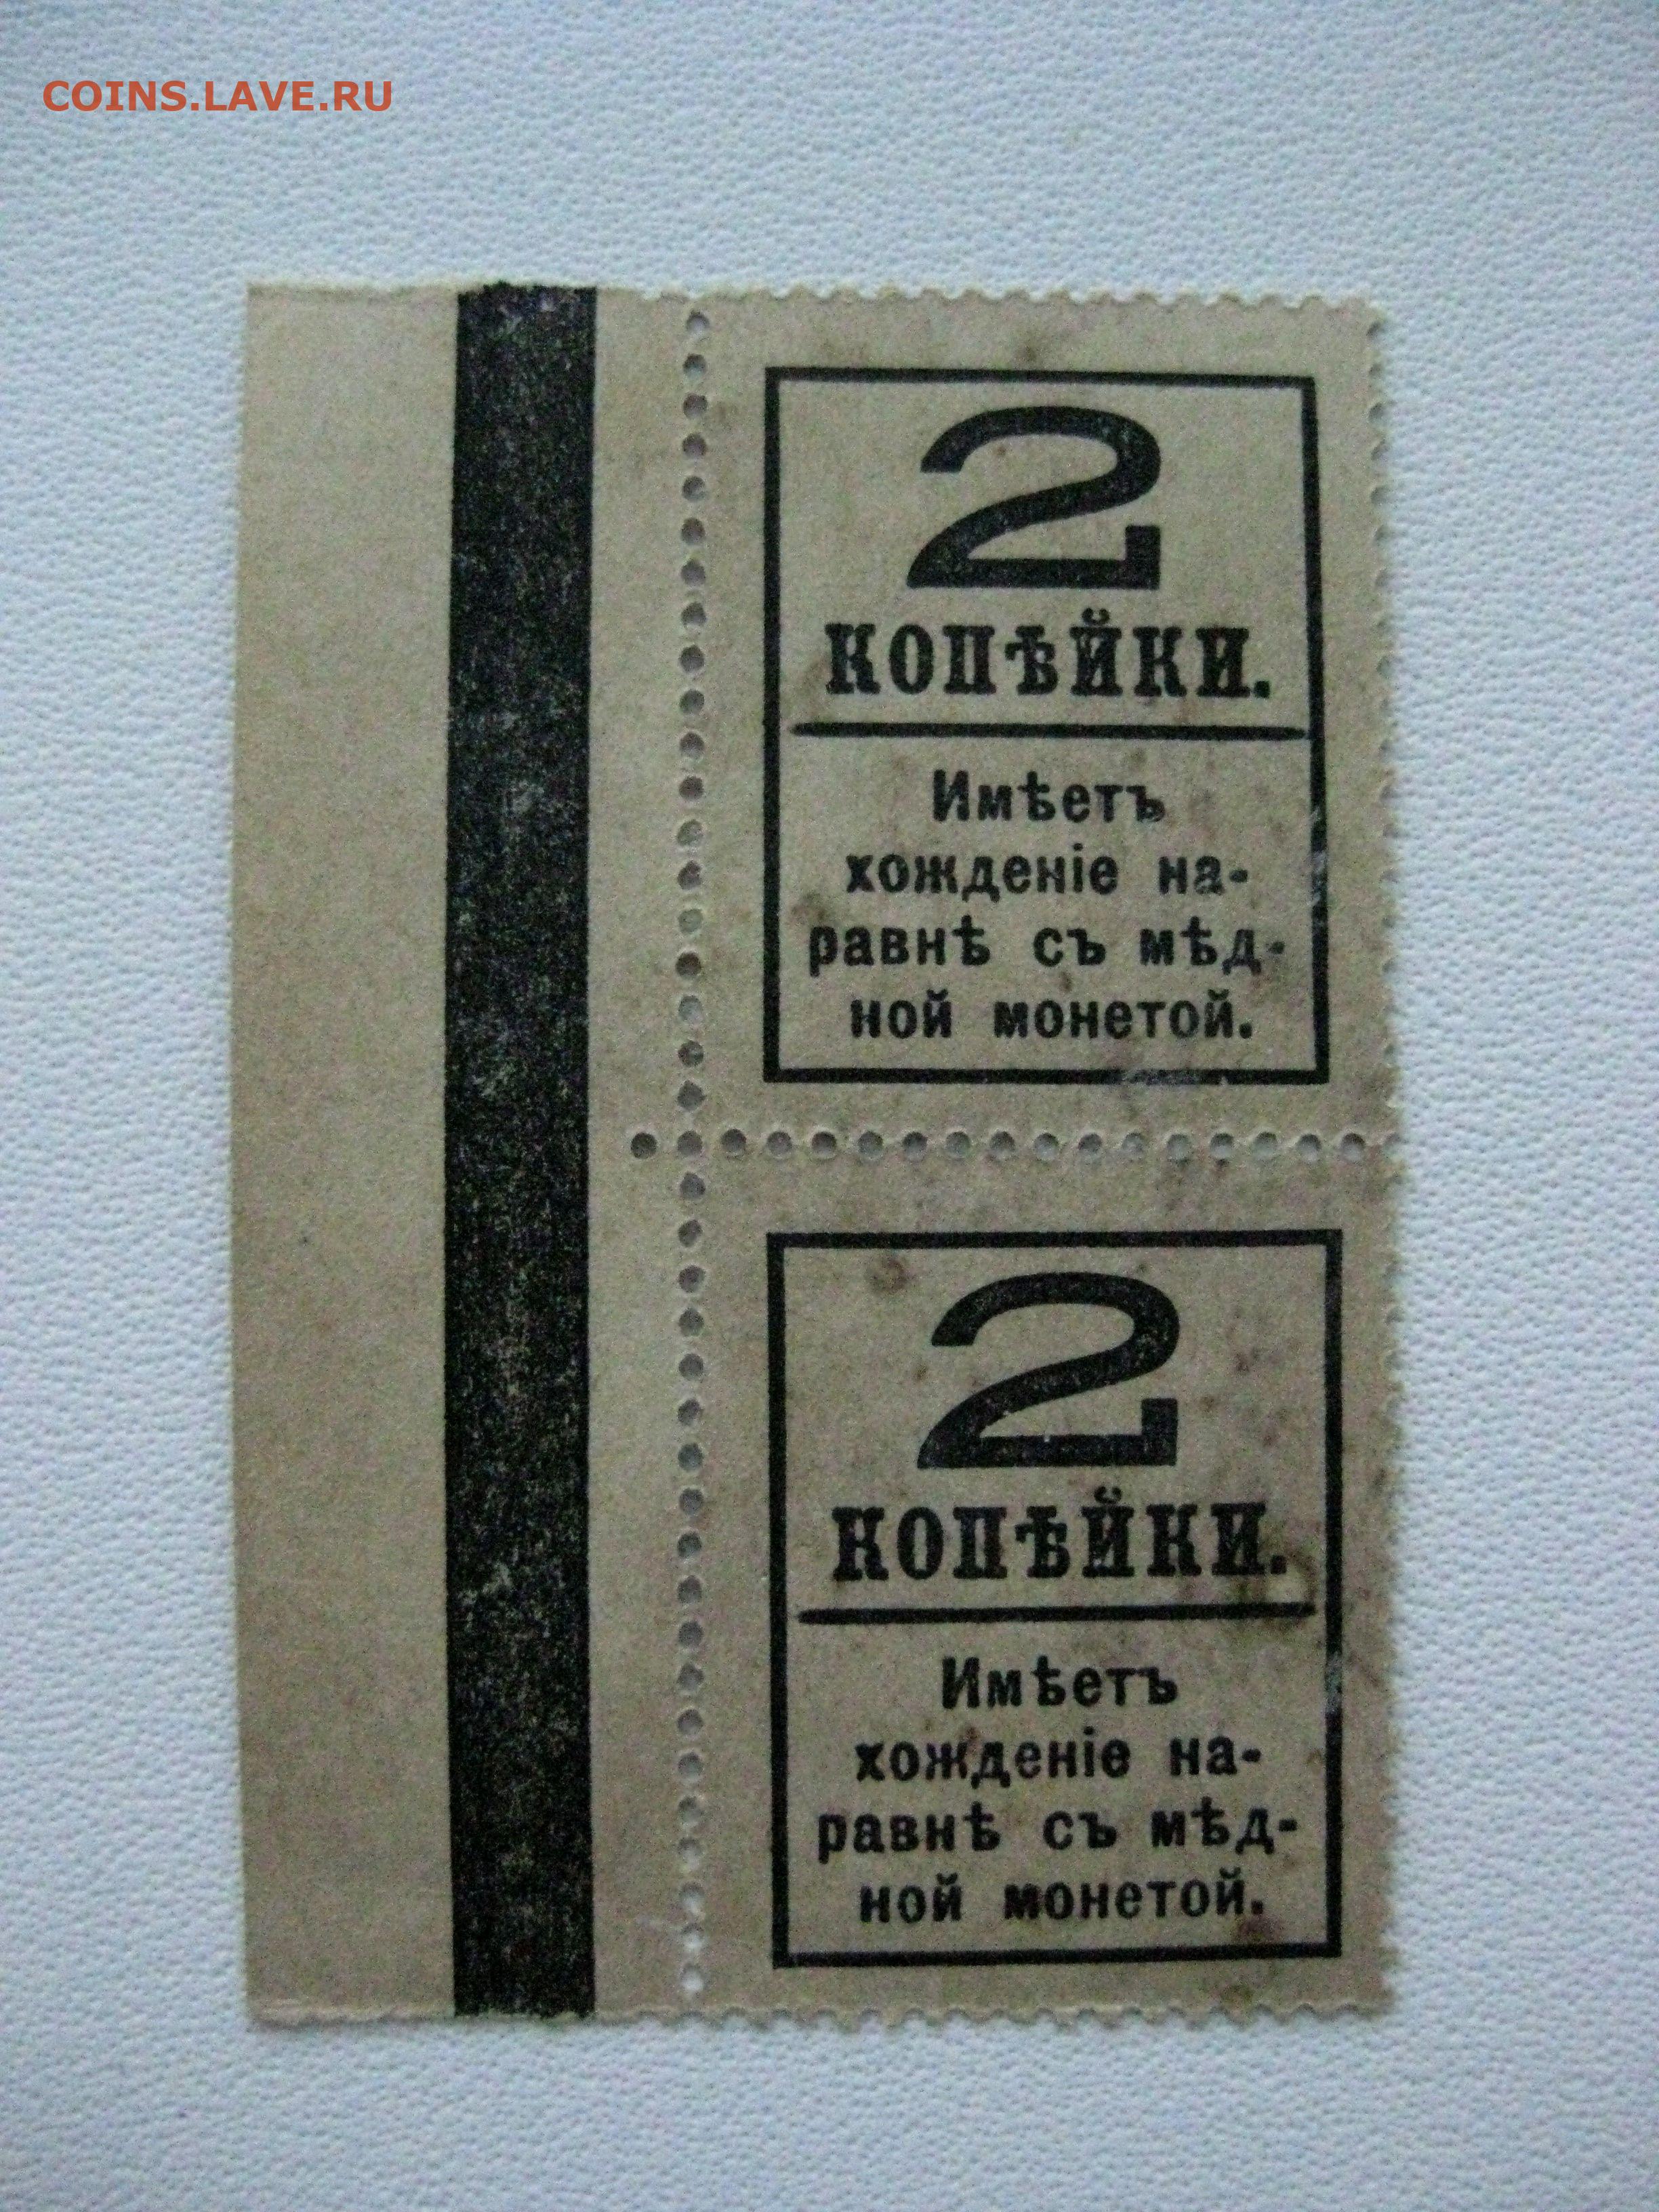 COINS.LAVE.RU
2
КОПѢЙКИ.
Имѣетъ
хожденіе на-
равнѣ съ мѣд-
ной монетой.
2
КОПѢЙКИ.
Имѣетъ
хожденіе на-
равнѣ съ мѣд-
ной монетой.